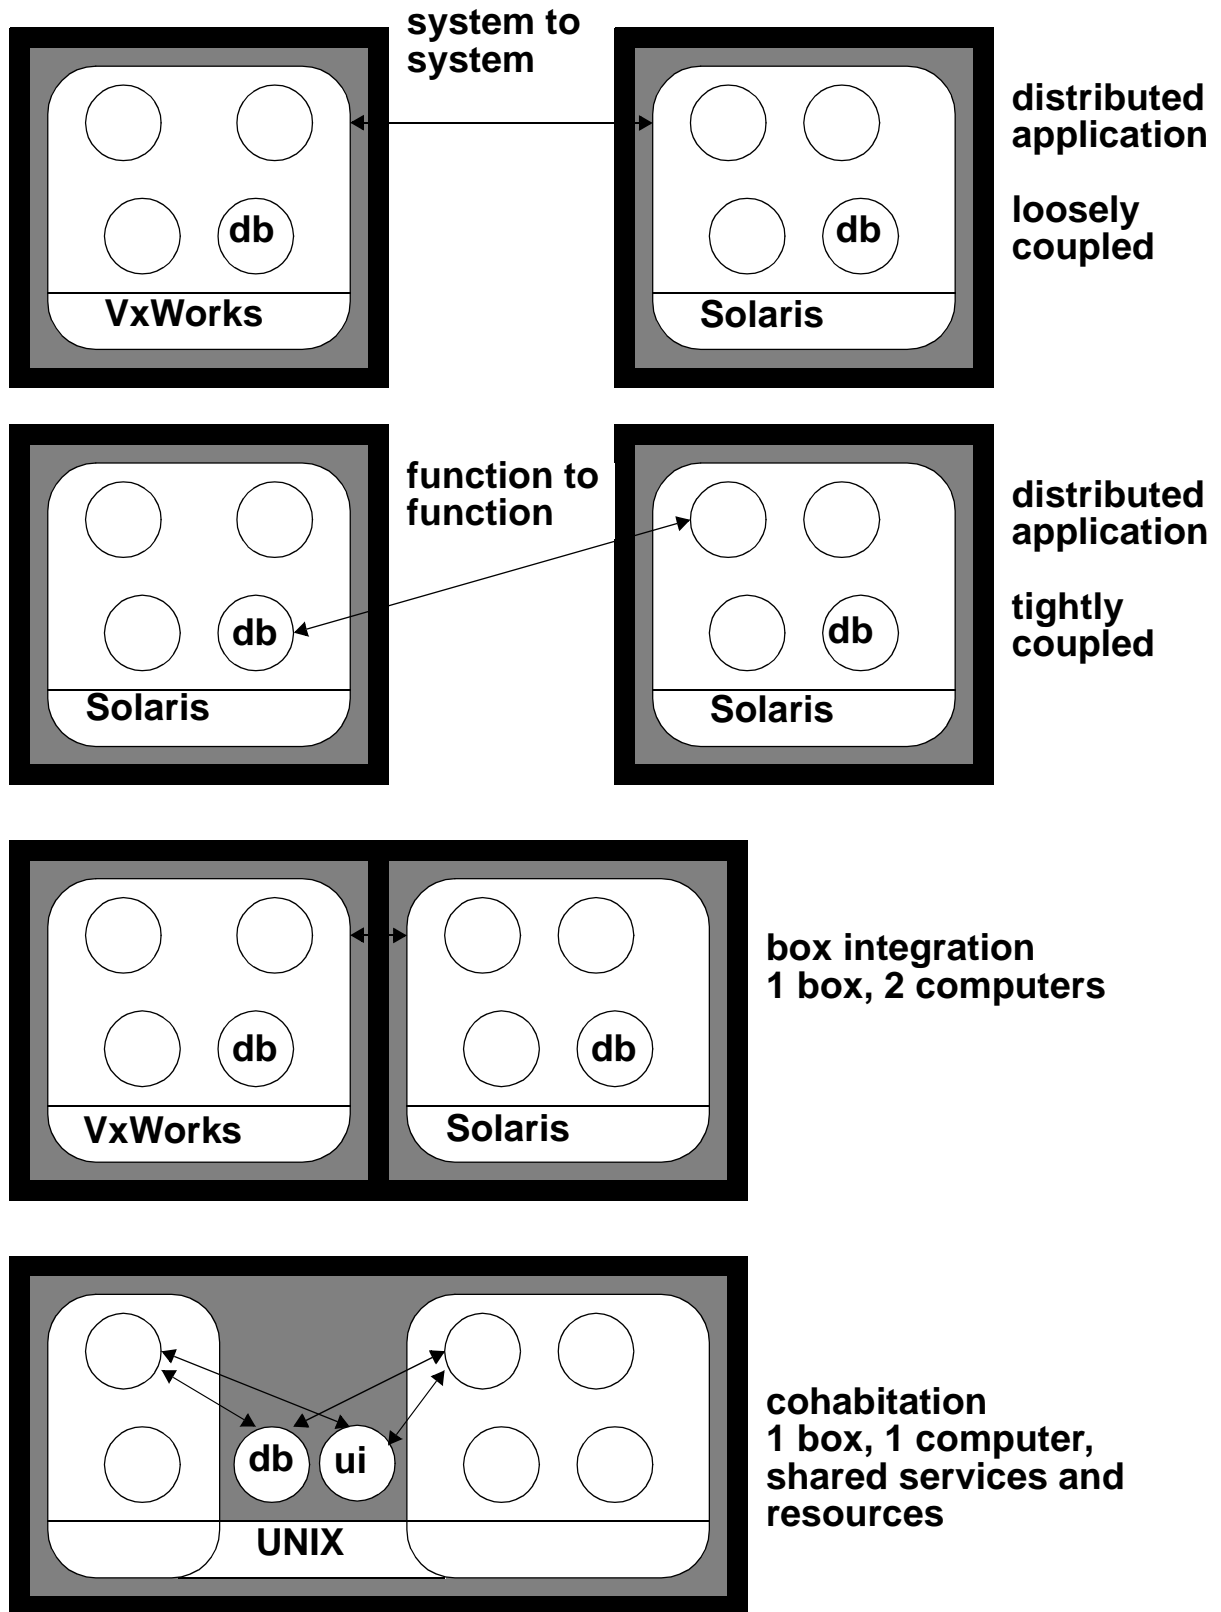 system to
system
distributed
application
loosely
coupled
db
db
VxWorks
Solaris
function to
function
distributed
application
tightly
coupled
db
db
Solaris
Solaris
box integration
1 box, 2 computers
db
db
VxWorks
Solaris
cohabitation
1 box, 1 computer,
shared services and
resources
db
ui
UNIX